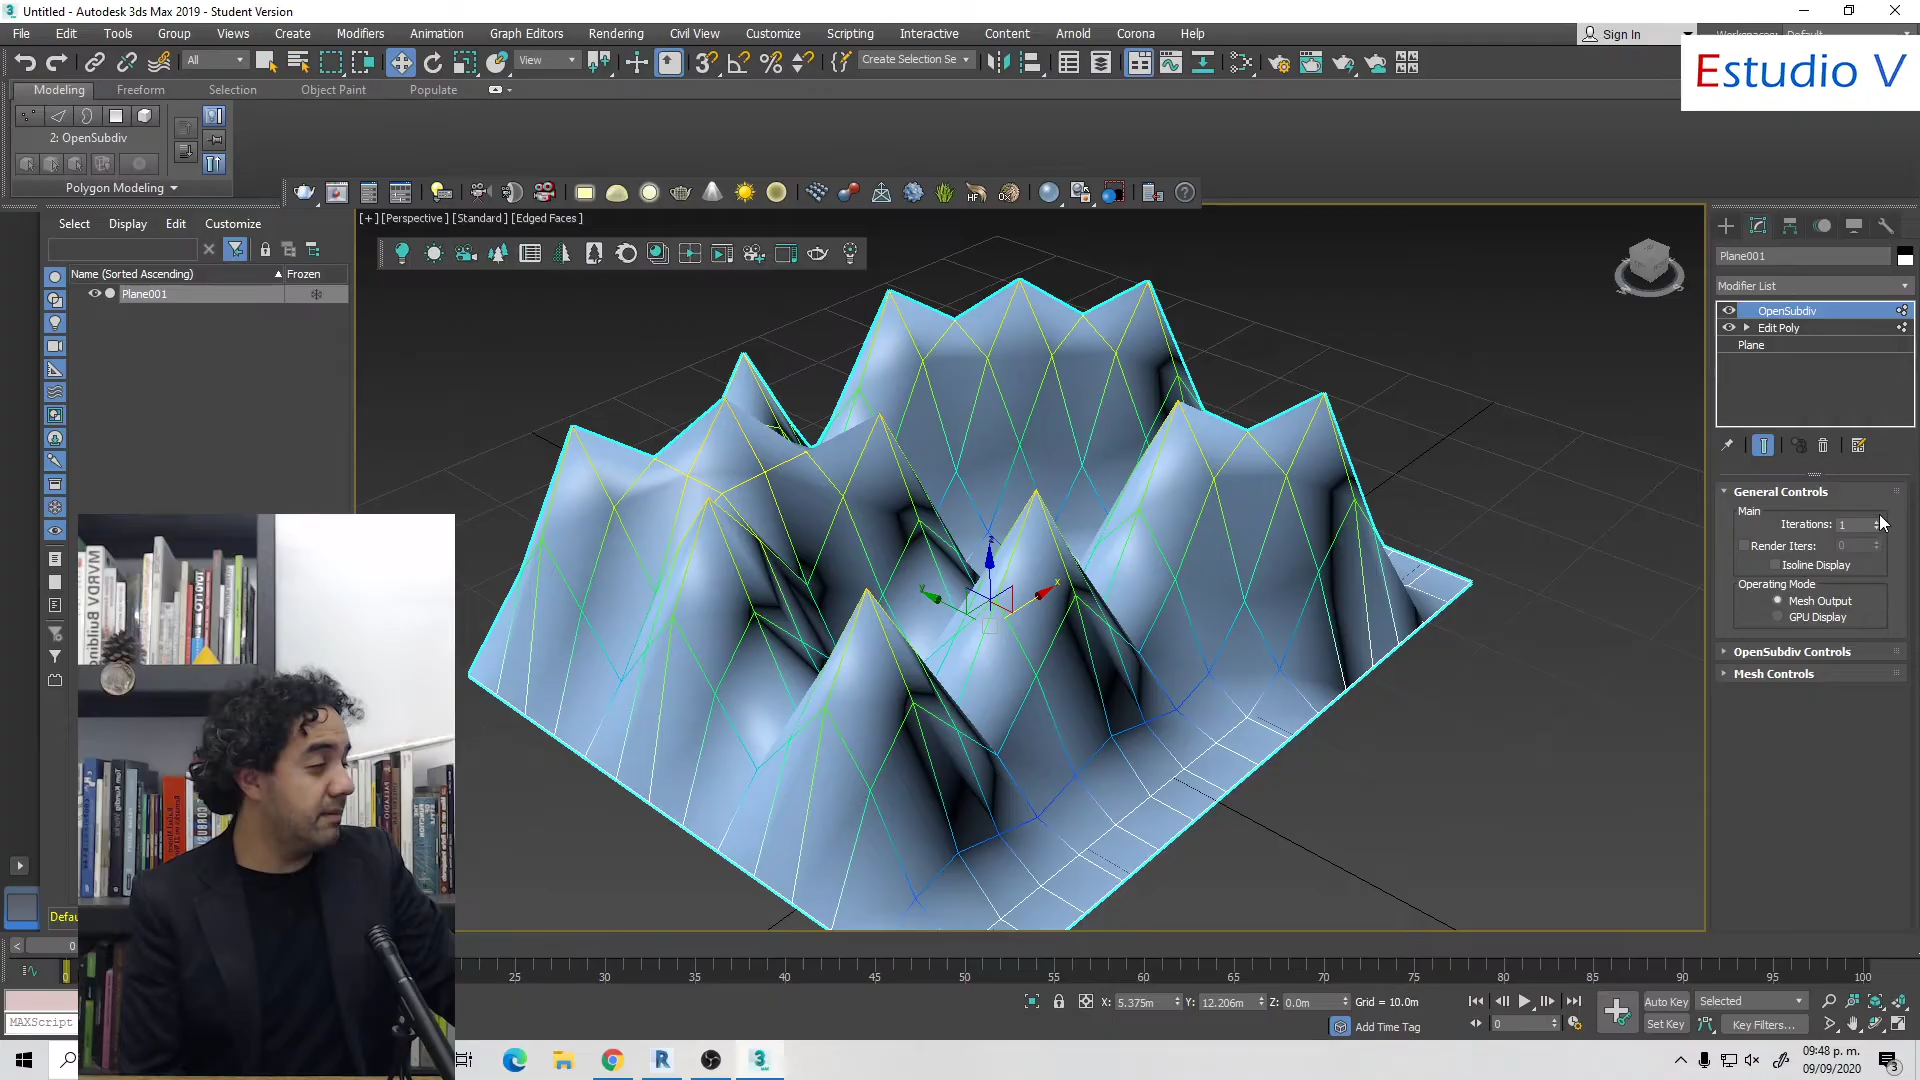 Untitled - Autodesk 3ds Max 2019 - Student Version
File Edit Tools Group Views Create Modifiers Animation Graph Editors Rendering Civil View Customize Scripting Interactive Content Arnold Corona Help
Sign In
Estudio V
All
View
Create Selection Se
Modeling Freeform Selection Object Paint Populate
2: OpenSubdiv
Polygon Modeling
Select Display Edit Customize
[+] [Perspective] [Standard] [Edged Faces]
Name (Sorted Ascending) Frozen
Plane001
Plane001
Modifier List
OpenSubdiv
Edit Poly
Plane
General Controls
Main
Iterations: 1
Render Iters: 0
Isoline Display
Operating Mode
Mesh Output
GPU Display
OpenSubdiv Controls
Mesh Controls
Defau
0
25 30 35 40 45 50 55 60 65 70 75 80 85 90 95 100
X: 5.375m Y: 12.206m Z: 0.0m Grid = 10.0m
Add Time Tag
Auto Key Selected
Set Key Key Filters...
0
MAXScript
09:48 p. m.
09/09/2020
3